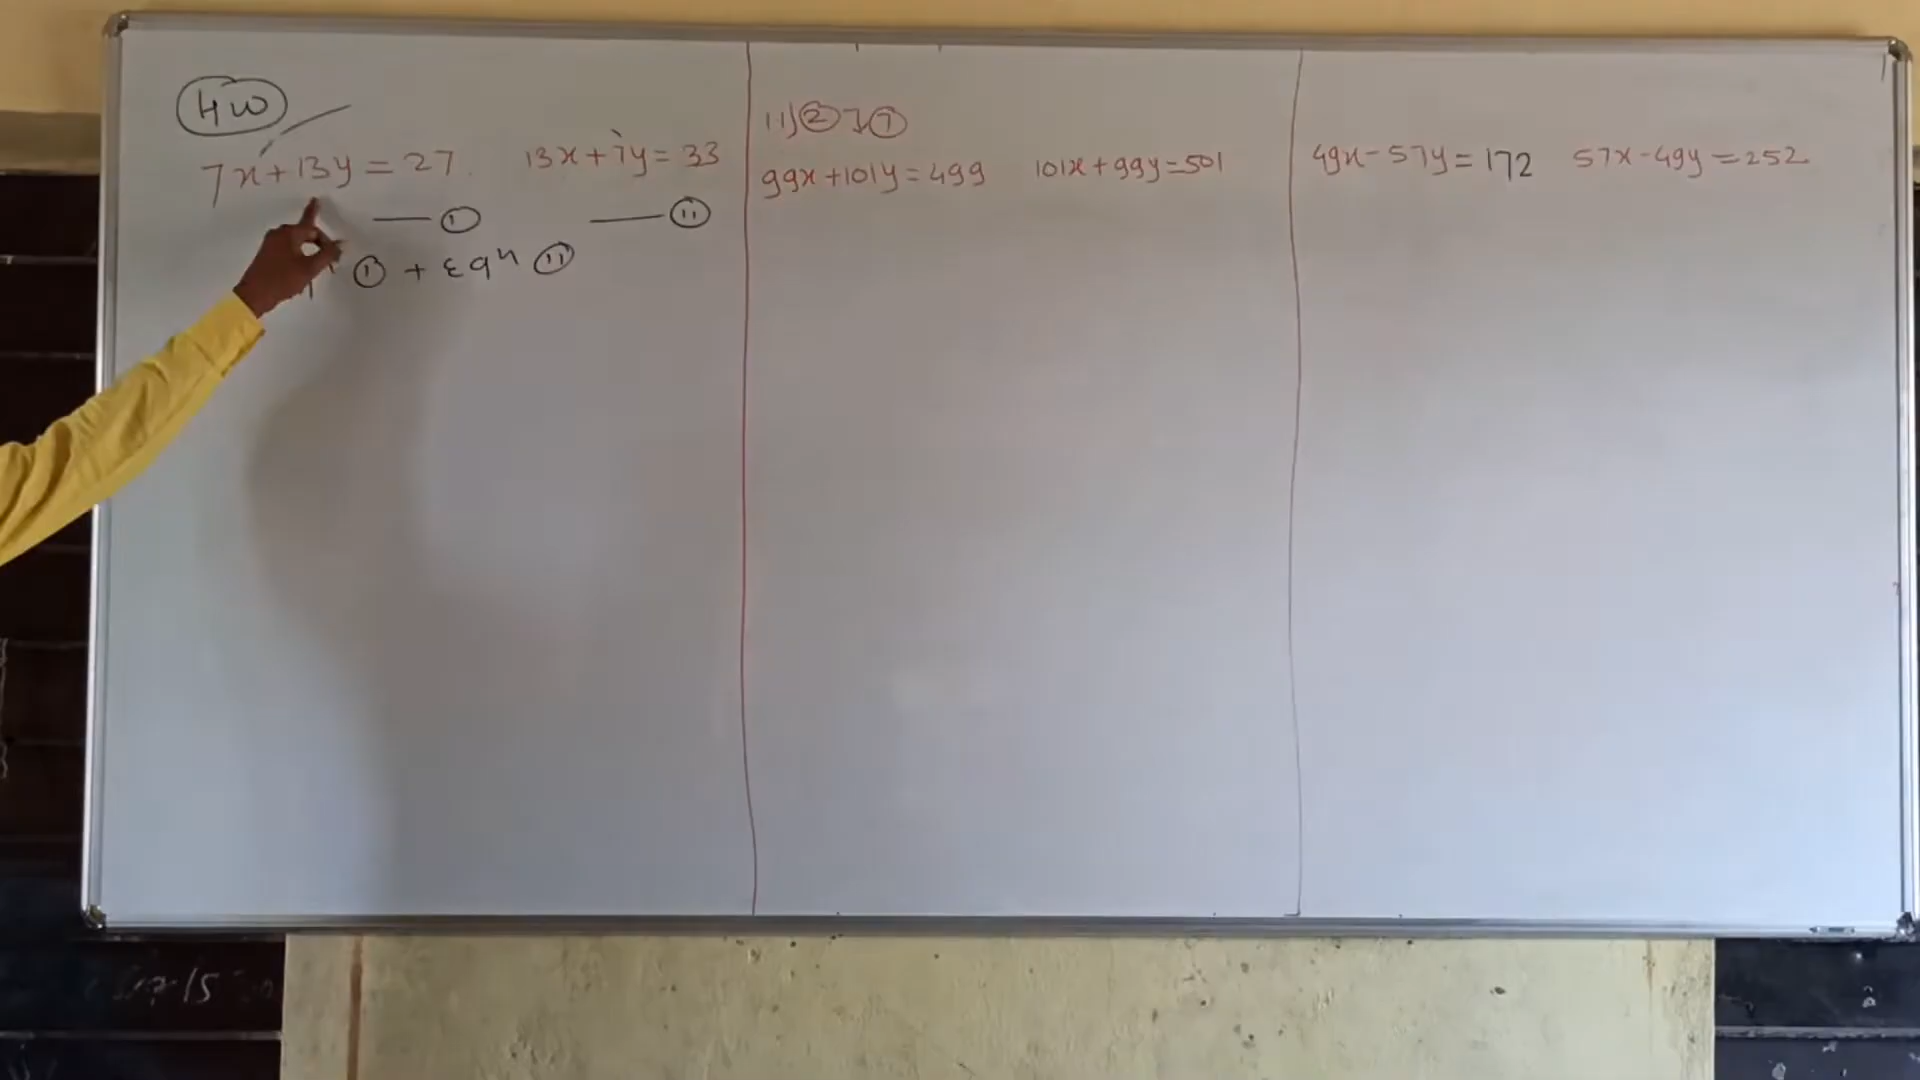 HW
7x+13y=27. 13x+7y=33
① ⑪
① + Eqn ⑪
11) ② ⑦
99x+101y=499 101x+99y=501
49x-57y=172 57x-49y=252